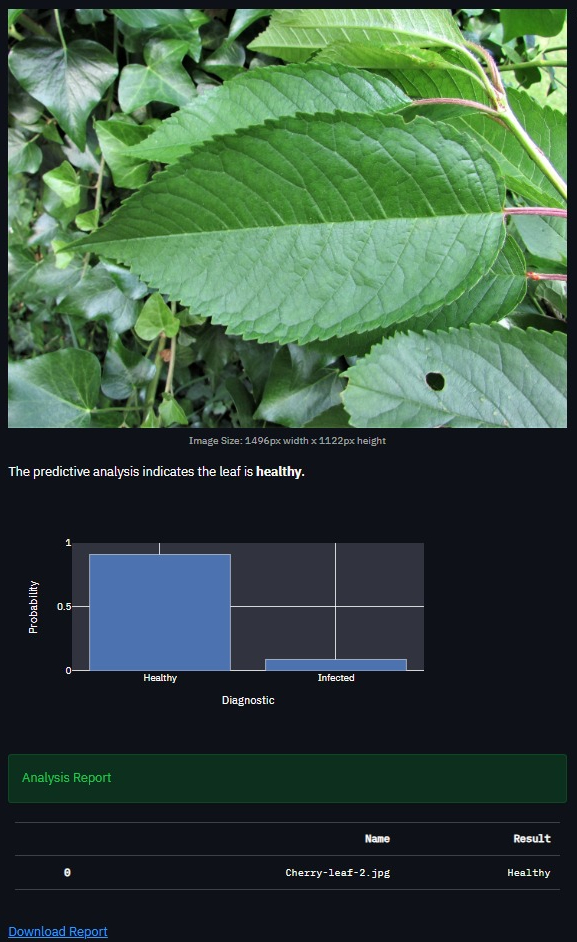 Image Size: 1496px width x 1122px height
The predictive analysis indicates the leaf is healthy.
1
0.5
0
Probability
Healthy Infected
Diagnostic
Analysis Report
Name Result
0 Cherry-leaf-2.jpg Healthy
Download Report